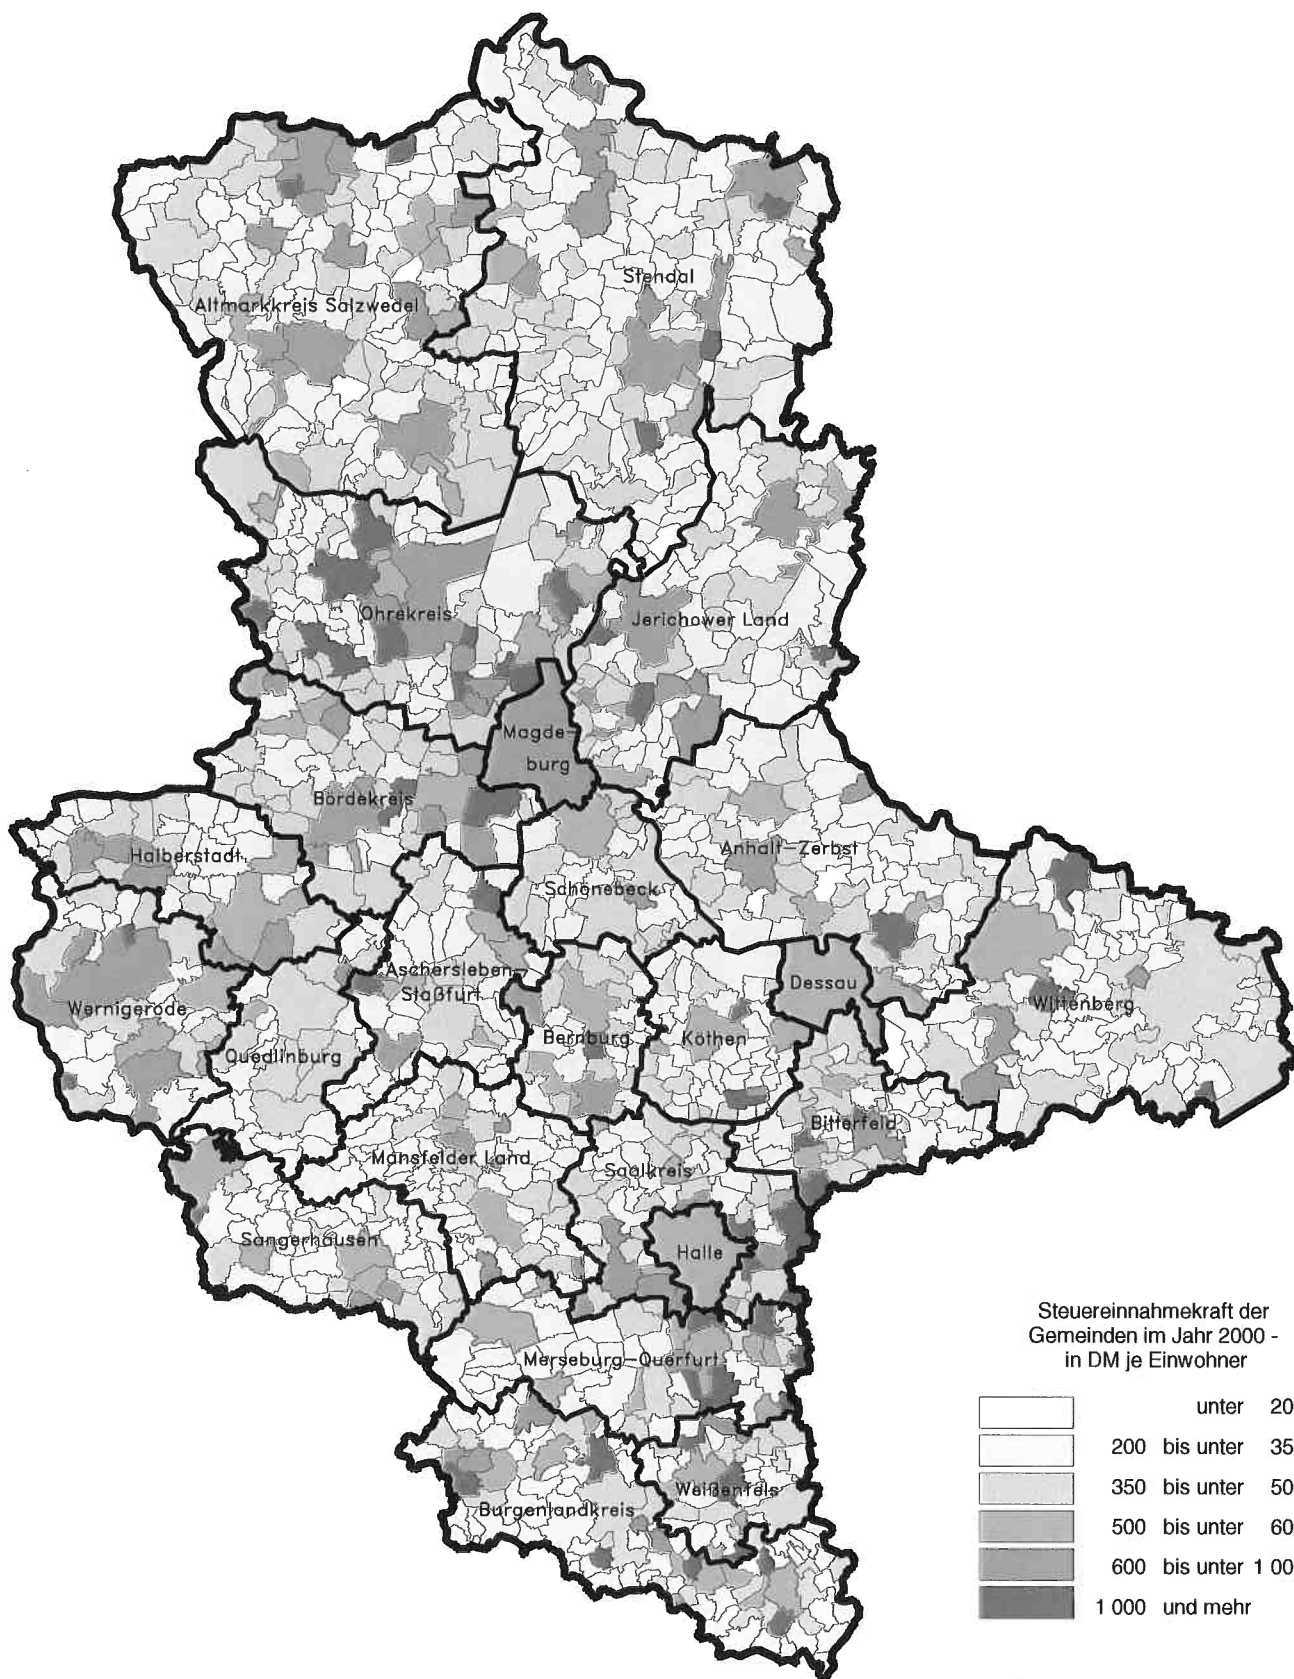 Stendal
Altmarkkreis Salzwedel
Ohrekreis
Jerichower Land
Magde-
burg
Bördekreis
Halberstadt
Anhalt-Zerbst
Schönebeck
Aschersleben-
Staßfurt
Dessau
Wernigerode
Wittenberg
Quedlinburg
Bernburg
Köthen
Bitterfeld
Mansfelder Land
Saalkreis
Sangerhausen
Halle
Merseburg-Querfurt
Weißenfels
Burgenlandkreis
Steuereinnahmekraft der
Gemeinden im Jahr 2000 -
in DM je Einwohner
unter 20
200 bis unter 35
350 bis unter 50
500 bis unter 60
600 bis unter 1 00
1 000 und mehr